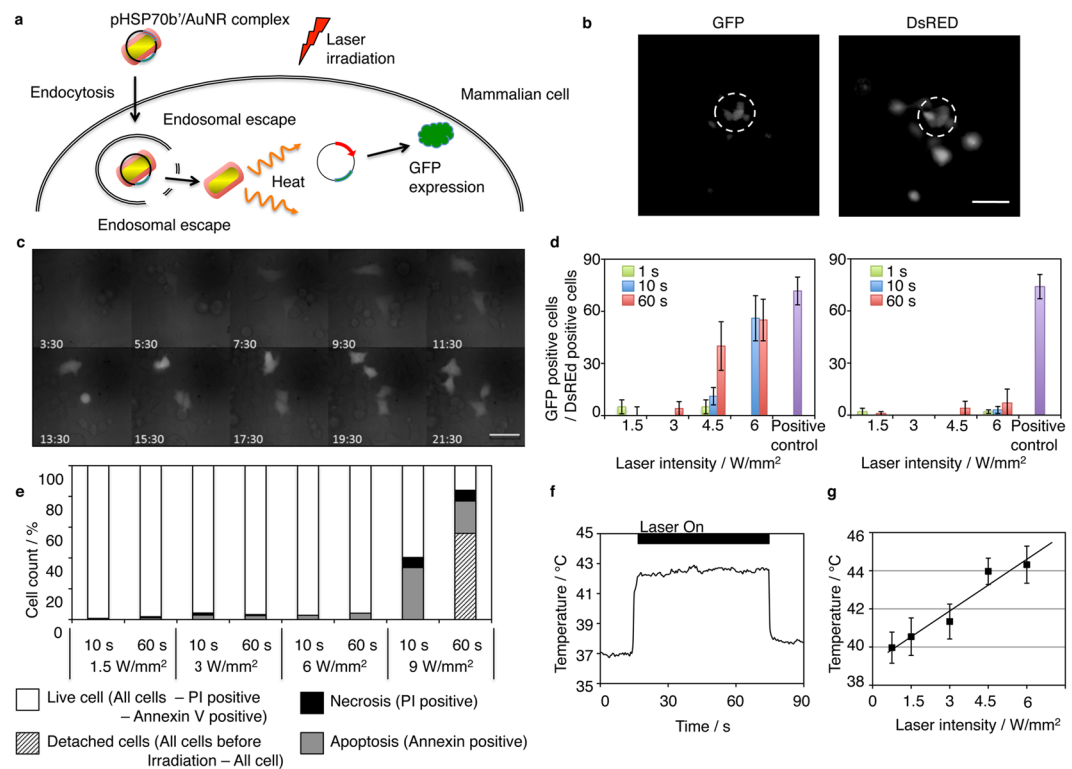 a
pHSP70b'/AuNR complex
Laser
irradiation
Endocytosis
Mammalian cell
Endosomal escape
Heat
GFP
expression
Endosomal escape
b
GFP
DsRED
c
3:30
5:30
7:30
9:30
11:30
13:30
15:30
17:30
19:30
21:30
d
GFP positive cells
/ DsREd positive cells
90
60
30
0
1 s
10 s
60 s
1.5
3
4.5
6
Positive
control
Laser intensity / W/mm2
90
60
30
0
1 s
10 s
60 s
1.5
3
4.5
6
Positive
control
Laser intensity / W/mm2
e
Cell count / %
100
80
60
40
20
0
10 s 60 s 10 s 60 s 10 s 60 s 10 s 60 s
1.5 W/mm2 3 W/mm2 6 W/mm2 9 W/mm2
Live cell (All cells – PI positive
– Annexin V positive)
Necrosis (PI positive)
Detached cells (All cells before
Irradiation – All cell)
Apoptosis (Annexin positive)
f
Laser On
Temperature / °C
45
43
41
39
37
35
0 30 60 90
Time / s
g
Temperature / °C
46
44
42
40
38
0 1.5 3 4.5 6
Laser intensity / W/mm2